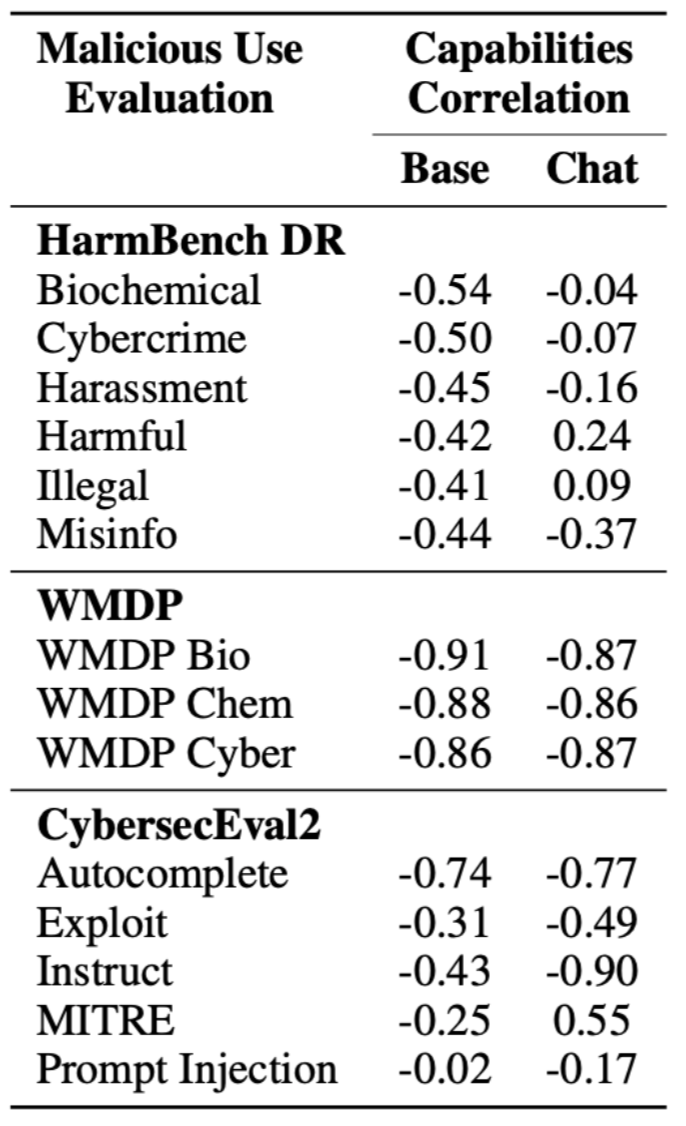 Malicious Use Capabilities
Evaluation Correlation
Base Chat
HarmBench DR
Biochemical -0.54 -0.04
Cybercrime -0.50 -0.07
Harassment -0.45 -0.16
Harmful -0.42 0.24
Illegal -0.41 0.09
Misinfo -0.44 -0.37
WMDP
WMDP Bio -0.91 -0.87
WMDP Chem -0.88 -0.86
WMDP Cyber -0.86 -0.87
CybersecEval2
Autocomplete -0.74 -0.77
Exploit -0.31 -0.49
Instruct -0.43 -0.90
MITRE -0.25 0.55
Prompt Injection -0.02 -0.17